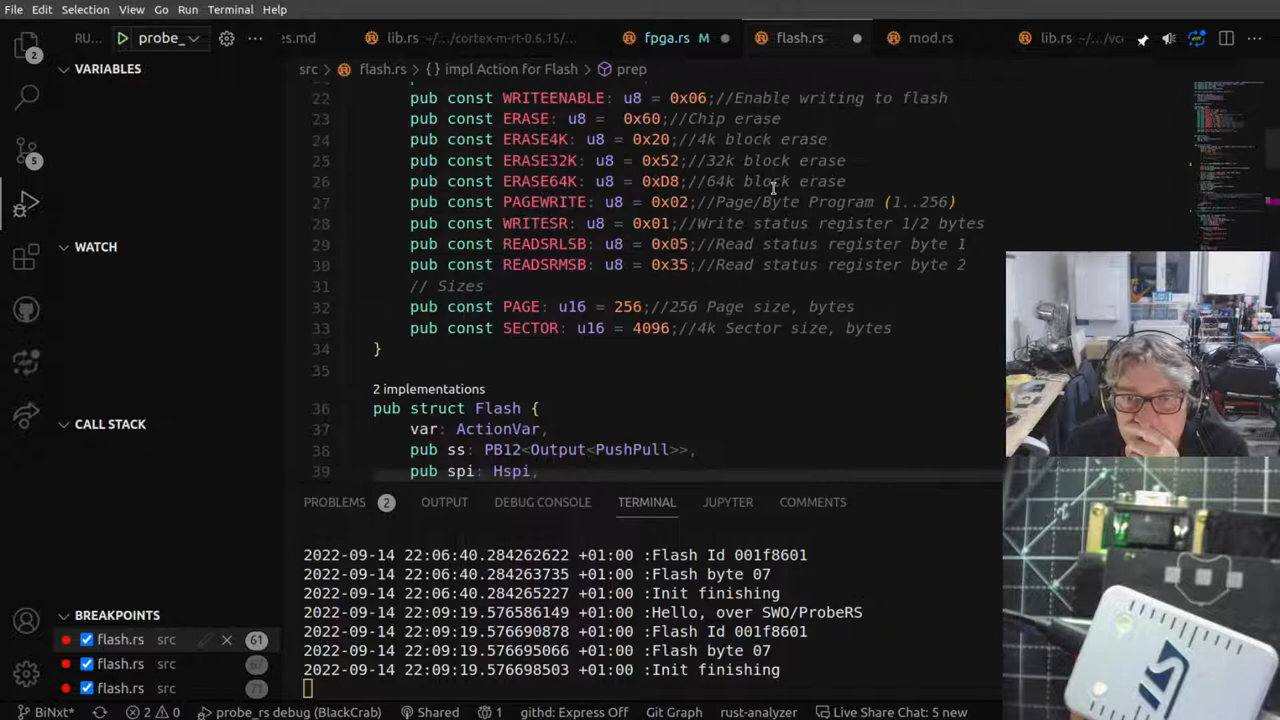 File Edit Selection View Go Run Terminal Help
RU... probe_ ... es.md lib.rs ~/.../cortex-m-rt-0.6.15/... fpga.rs M flash.rs mod.rs lib.rs ~/.../vc
VARIABLES
src > flash.rs > {} impl Action for Flash > prep
22 pub const WRITEENABLE: u8 = 0x06;//Enable writing to flash
23 pub const ERASE: u8 =  0x60;//Chip erase
24 pub const ERASE4K: u8 = 0x20;//4k block erase
25 pub const ERASE32K: u8 = 0x52;//32k block erase
26 pub const ERASE64K: u8 = 0xD8;//64k block erase
27 pub const PAGEWRITE: u8 = 0x02;//Page/Byte Program (1..256)
28 pub const WRITESR: u8 = 0x01;//Write status register 1/2 bytes
29 pub const READSRLSB: u8 = 0x05;//Read status register byte 1
30 pub const READSRMSB: u8 = 0x35;//Read status register byte 2
31 // Sizes
32 pub const PAGE: u16 = 256;//256 Page size, bytes
33 pub const SECTOR: u16 = 4096;//4k Sector size, bytes
34 }
35
2 implementations
36 pub struct Flash {
37 var: ActionVar,
38 pub ss: PB12<Output<PushPull>>,
39 pub spi: Hspi,
2
5
WATCH
CALL STACK
PROBLEMS 2 OUTPUT DEBUG CONSOLE TERMINAL JUPYTER COMMENTS
2022-09-14 22:06:40.284262622 +01:00 :Flash Id 001f8601
2022-09-14 22:06:40.284263735 +01:00 :Flash byte 07
2022-09-14 22:06:40.284265227 +01:00 :Init finishing
2022-09-14 22:09:19.576586149 +01:00 :Hello, over SWO/ProbeRS
2022-09-14 22:09:19.576690878 +01:00 :Flash Id 001f8601
2022-09-14 22:09:19.576695066 +01:00 :Flash byte 07
2022-09-14 22:09:19.576698503 +01:00 :Init finishing
BREAKPOINTS
flash.rs src 61
flash.rs src 67
flash.rs src 71
BiNxt* 2 0 probe_rs debug (BlackCrab) Shared 1 githd: Express Off Git Graph rust-analyzer Live Share Chat: 5 new